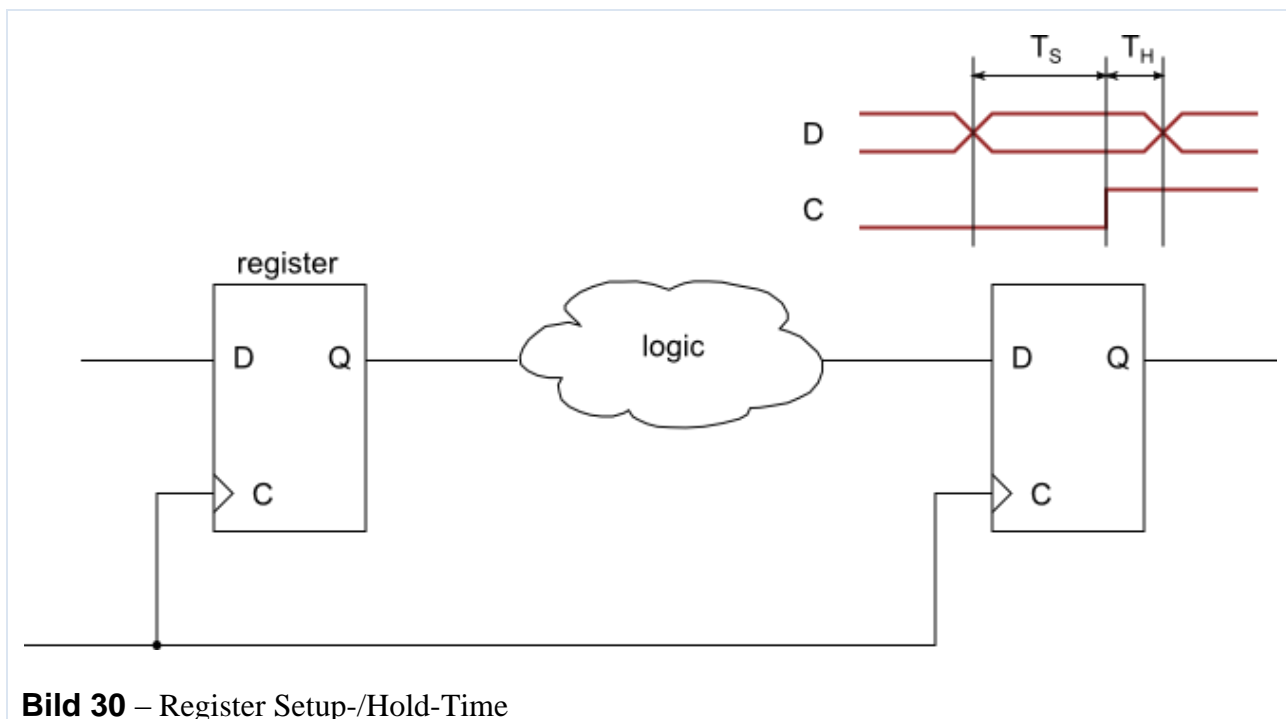 T_S T_H
D
C
register
D Q logic D Q
C C
Bild 30 – Register Setup-/Hold-Time